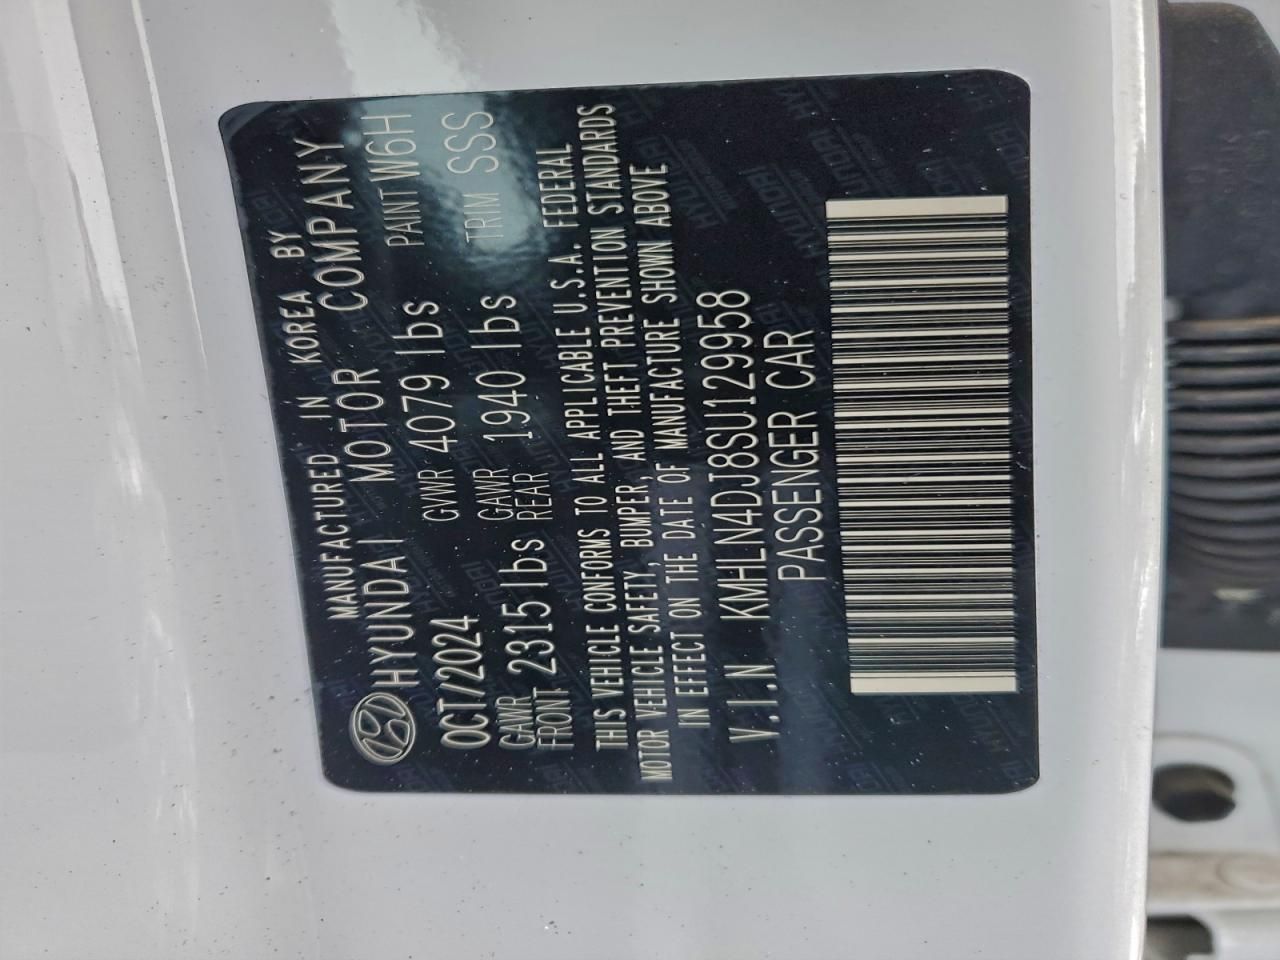 MANUFACTURED IN KOREA BY
HYUNDAI MOTOR COMPANY
OCT/2024 GWR 4079 lbs PAINT W6H
GAWR FRONT 2315 lbs GAWR REAR 1940 lbs TRIM SSS
THIS VEHICLE CONFORMS TO ALL APPLICABLE U.S.A. FEDERAL
MOTOR VEHICLE SAFETY, BUMPER, AND THEFT PREVENTION STANDARDS
IN EFFECT ON THE DATE OF MANUFACTURE SHOWN ABOVE
V.I.N KMHLN4DJ8SU129958
PASSENGER CAR